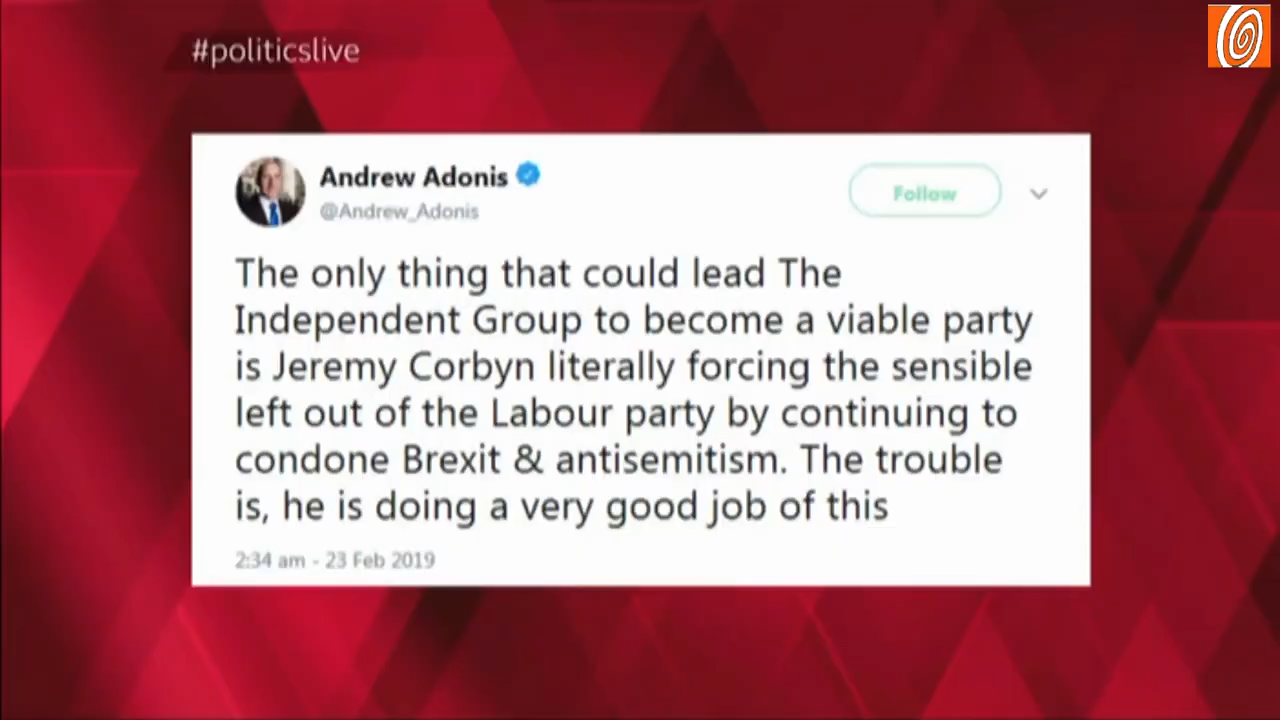 #politicslive
Andrew Adonis
@Andrew_Adonis
Follow
The only thing that could lead The
Independent Group to become a viable party
is Jeremy Corbyn literally forcing the sensible
left out of the Labour party by continuing to
condone Brexit & antisemitism. The trouble
is, he is doing a very good job of this
2:34 am - 23 Feb 2019